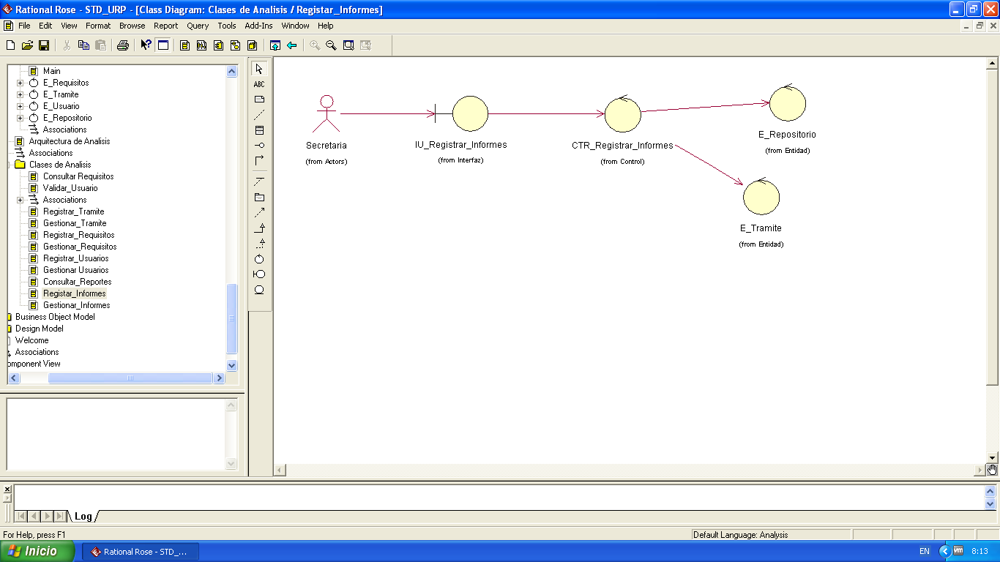 Rational Rose - STD_URP - [Class Diagram: Clases de Analisis / Registar_Informes]
File Edit View Format Browse Report Query Tools Add-Ins Window Help
Main
E_Requisitos
E_Tramite
E_Usuario
E_Repositorio
Associations
Arquitectura de Analisis
Associations
Clases de Analisis
Consultar Requisitos
Validar_Usuario
Associations
Registrar_Tramite
Gestionar_Tramite
Registrar_Requisitos
Gestionar_Requisitos
Registrar_Usuarios
Gestionar Usuarios
Consultar_Reportes
Registar_Informes
Gestionar_Informes
Business Object Model
Design Model
Welcome
Associations
omponent View
ABC
Secretaria
(from Actors)
IU_Registrar_Informes
(from Interfaz)
CTR_Registrar_Informes
(from Control)
E_Repositorio
(from Entidad)
E_Tramite
(from Entidad)
Log
For Help, press F1
Default Language: Analysis
Inicio
Rational Rose - STD_...
EN
vm
8:13